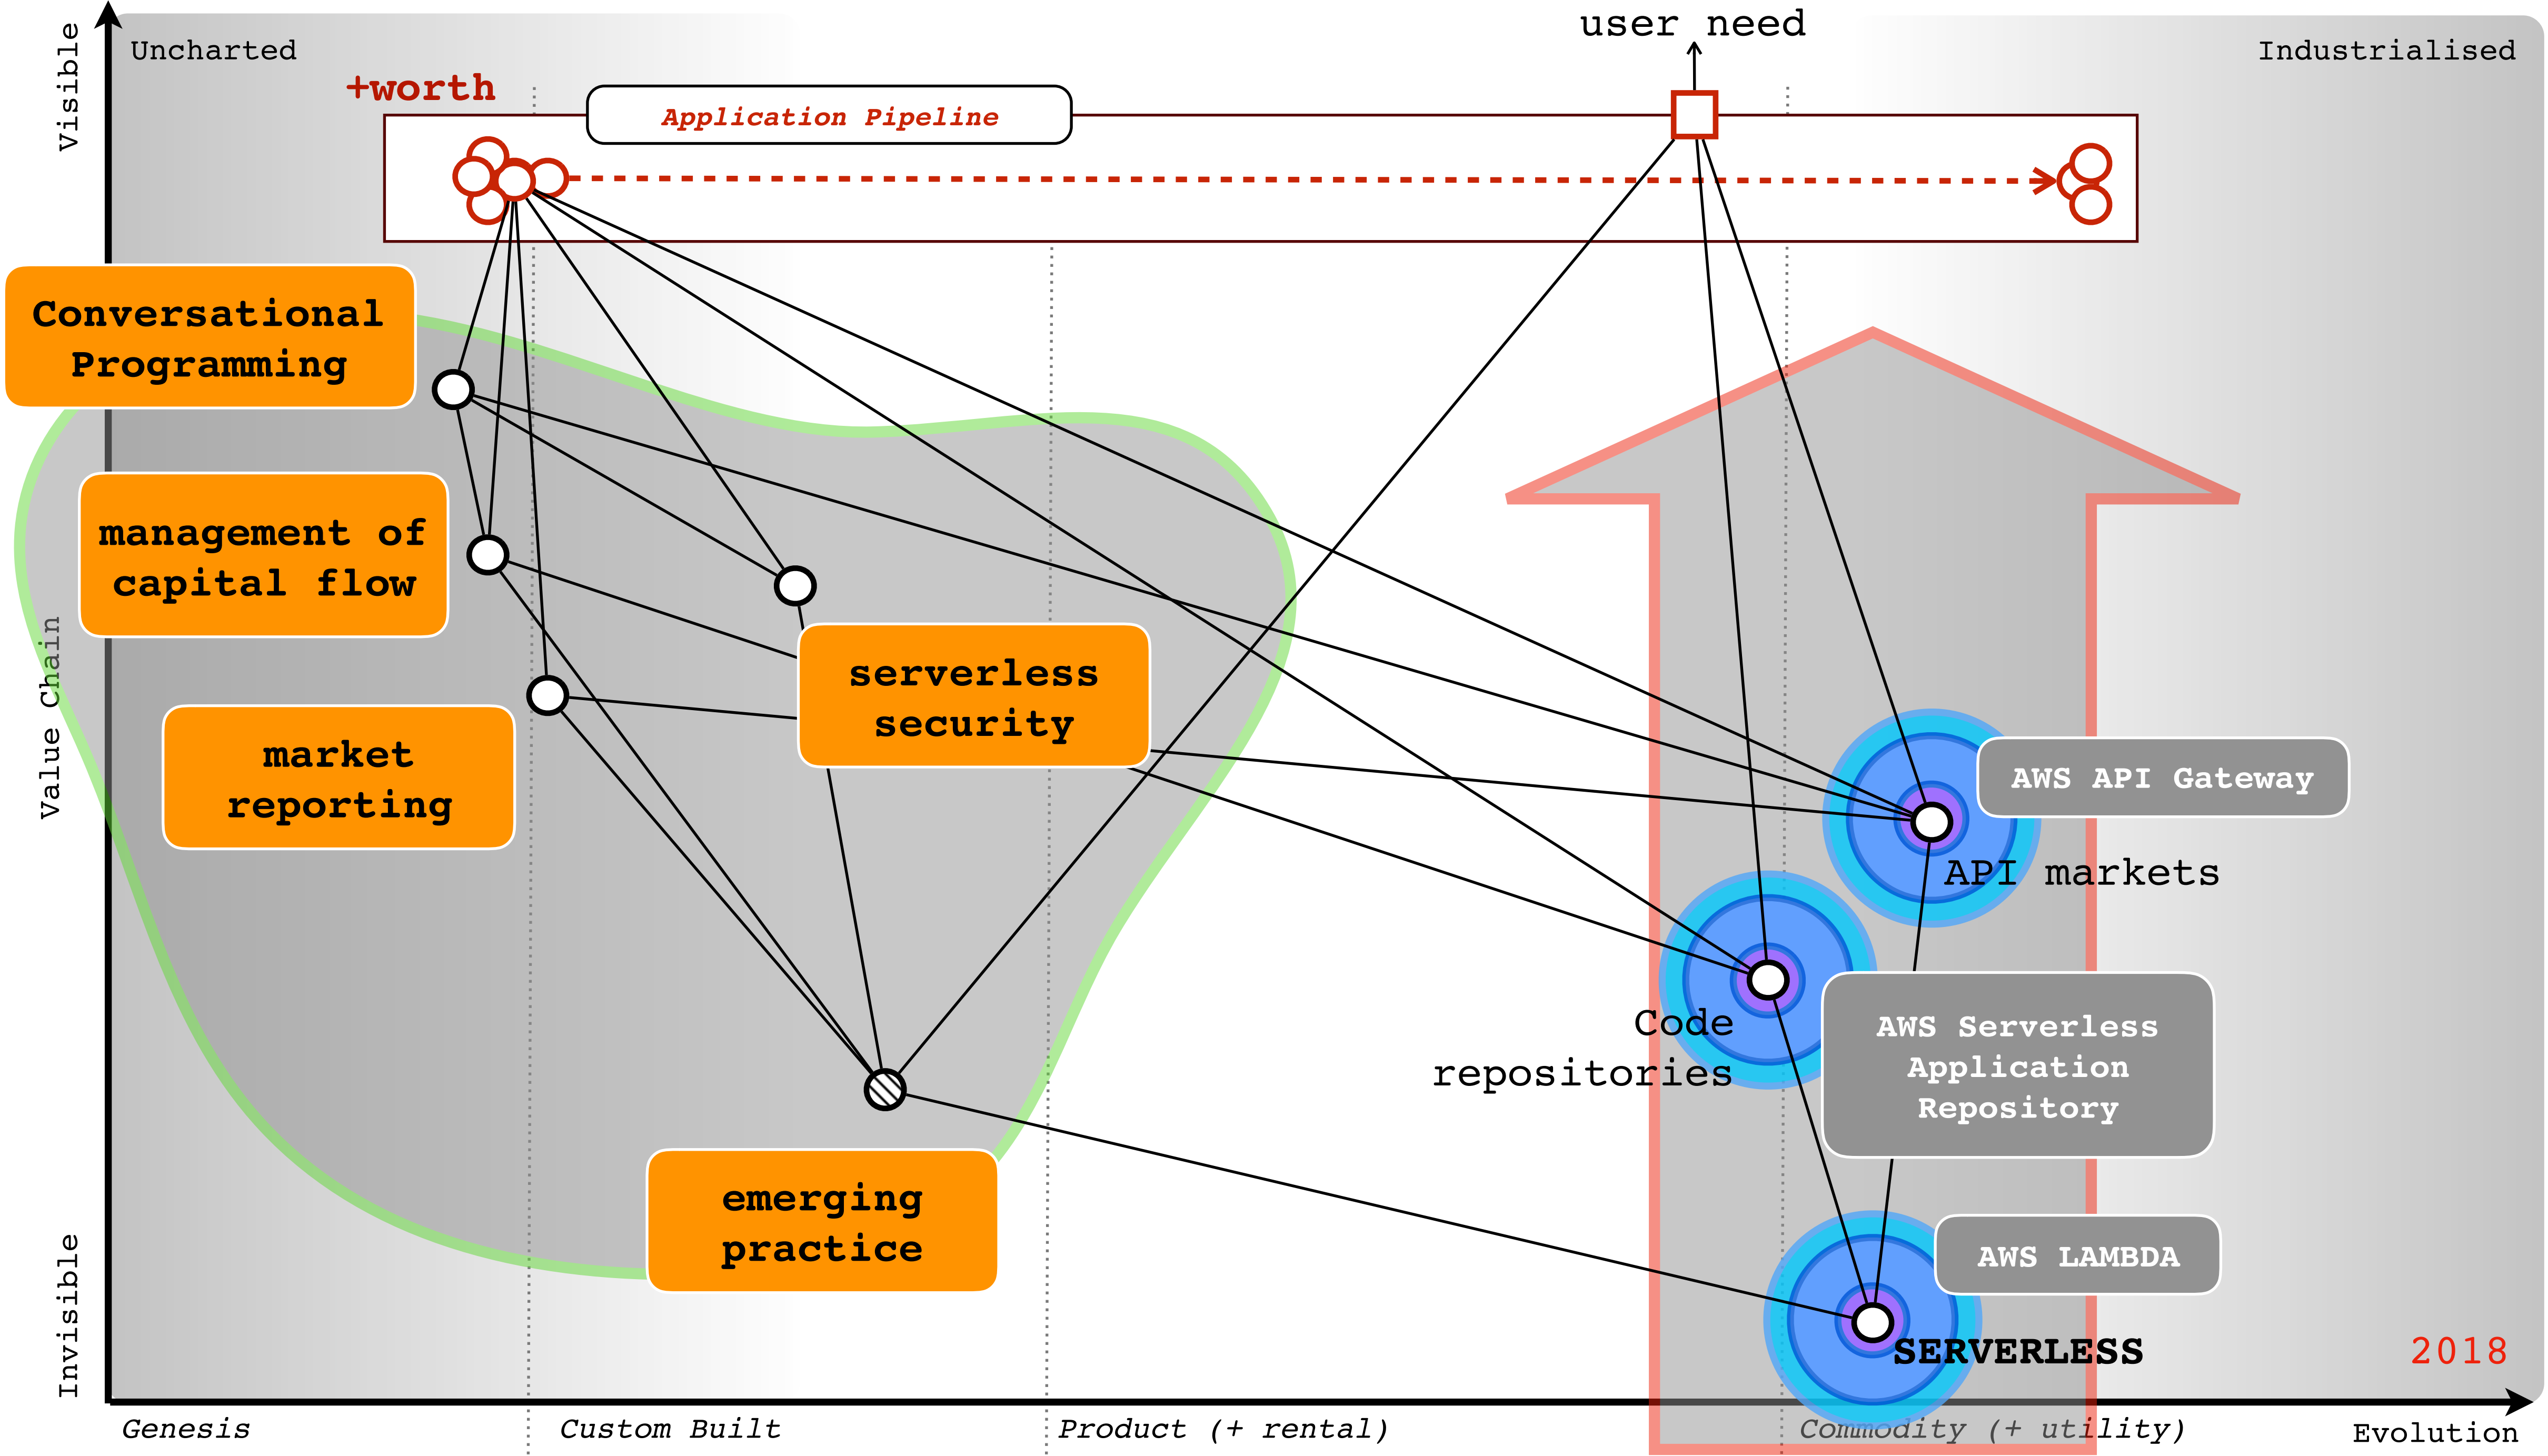 user need
Visible
Uncharted
Industrialised
+worth
Application Pipeline
Conversational
Programming
management of
capital flow
Value Chain
serverless
security
market
reporting
AWS API Gateway
API markets
Code
repositories
AWS Serverless
Application
Repository
emerging
practice
AWS LAMBDA
SERVERLESS
Invisible
2018
Genesis
Custom Built
Product (+ rental)
Commodity (+ utility)
Evolution